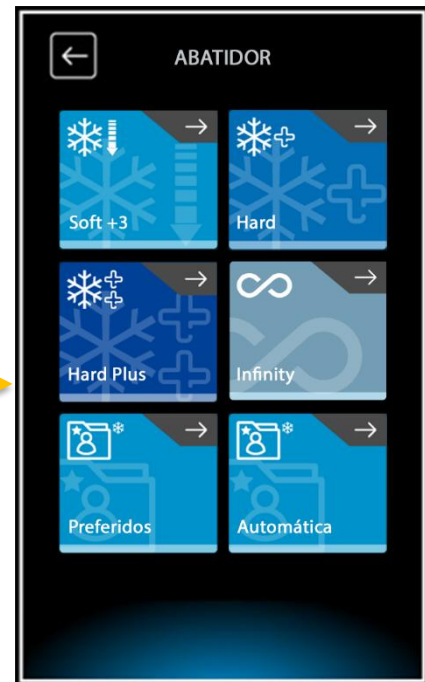 ABATIDOR
Soft +3
Hard
Hard Plus
Infinity
Preferidos
Automática